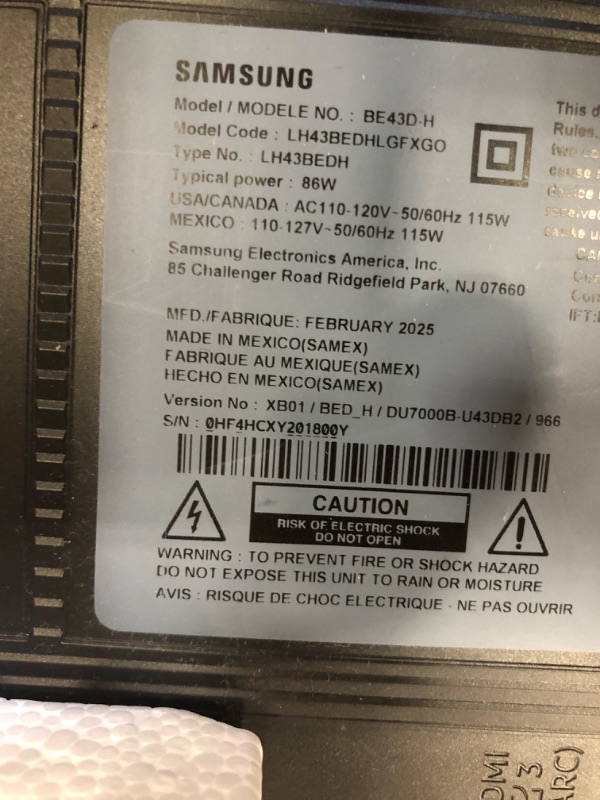 SAMSUNG
Model / MODELE NO. : BE43D-H
Model Code : LH43BEDHLGFXGO
Type No. : LH43BEDH
Typical power : 86W
USA/CANADA : AC110-120V~50/60Hz 115W
MEXICO : 110-127V~50/60Hz 115W
Samsung Electronics America, Inc.
85 Challenger Road Ridgefield Park, NJ 07660
MFD./FABRIQUE: FEBRUARY 2025
MADE IN MEXICO(SAMEX)
FABRIQUE AU MEXIQUE(SAMEX)
HECHO EN MEXICO(SAMEX)
Version No : XB01 / BED_H / DU7000B-U43DB2 / 966
S/N : 0HF4HCXY201800Y
CAUTION
RISK OF ELECTRIC SHOCK
DO NOT OPEN
WARNING : TO PREVENT FIRE OR SHOCK HAZARD
DO NOT EXPOSE THIS UNIT TO RAIN OR MOISTURE
AVIS : RISQUE DE CHOC ELECTRIQUE - NE PAS OUVRIR
This
Rules.
IFT:
3
ARC)